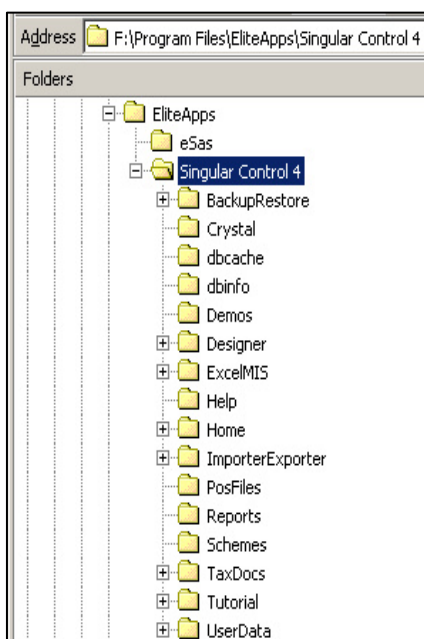 Address F:\Program Files\EliteApps\Singular Control 4
Folders
EliteApps
eSas
Singular Control 4
BackupRestore
Crystal
dbcache
dbinfo
Demos
Designer
ExcelMIS
Help
Home
ImporterExporter
PosFiles
Reports
Schemes
TaxDocs
Tutorial
UserData